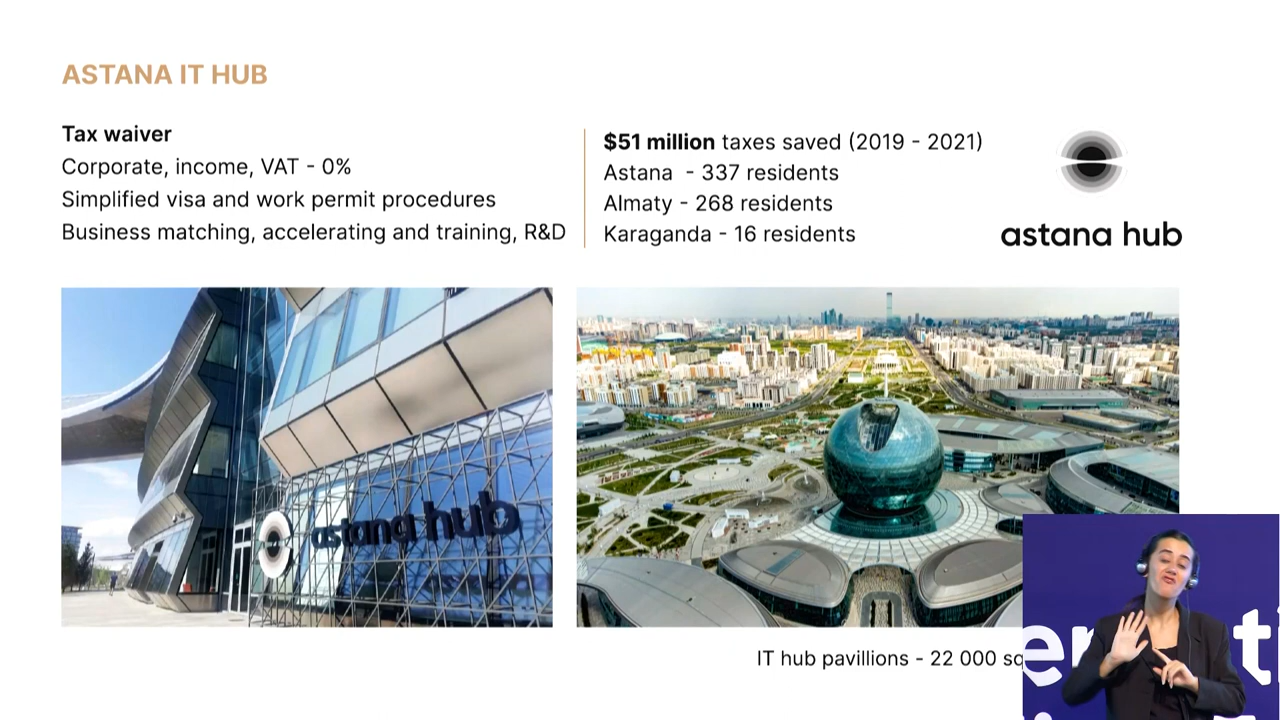 ASTANA IT HUB
Tax waiver
Corporate, income, VAT - 0%
Simplified visa and work permit procedures
Business matching, accelerating and training, R&D
$51 million taxes saved (2019 - 2021)
Astana - 337 residents
Almaty - 268 residents
Karaganda - 16 residents
astana hub
astana hub
IT hub pavillions - 22 000